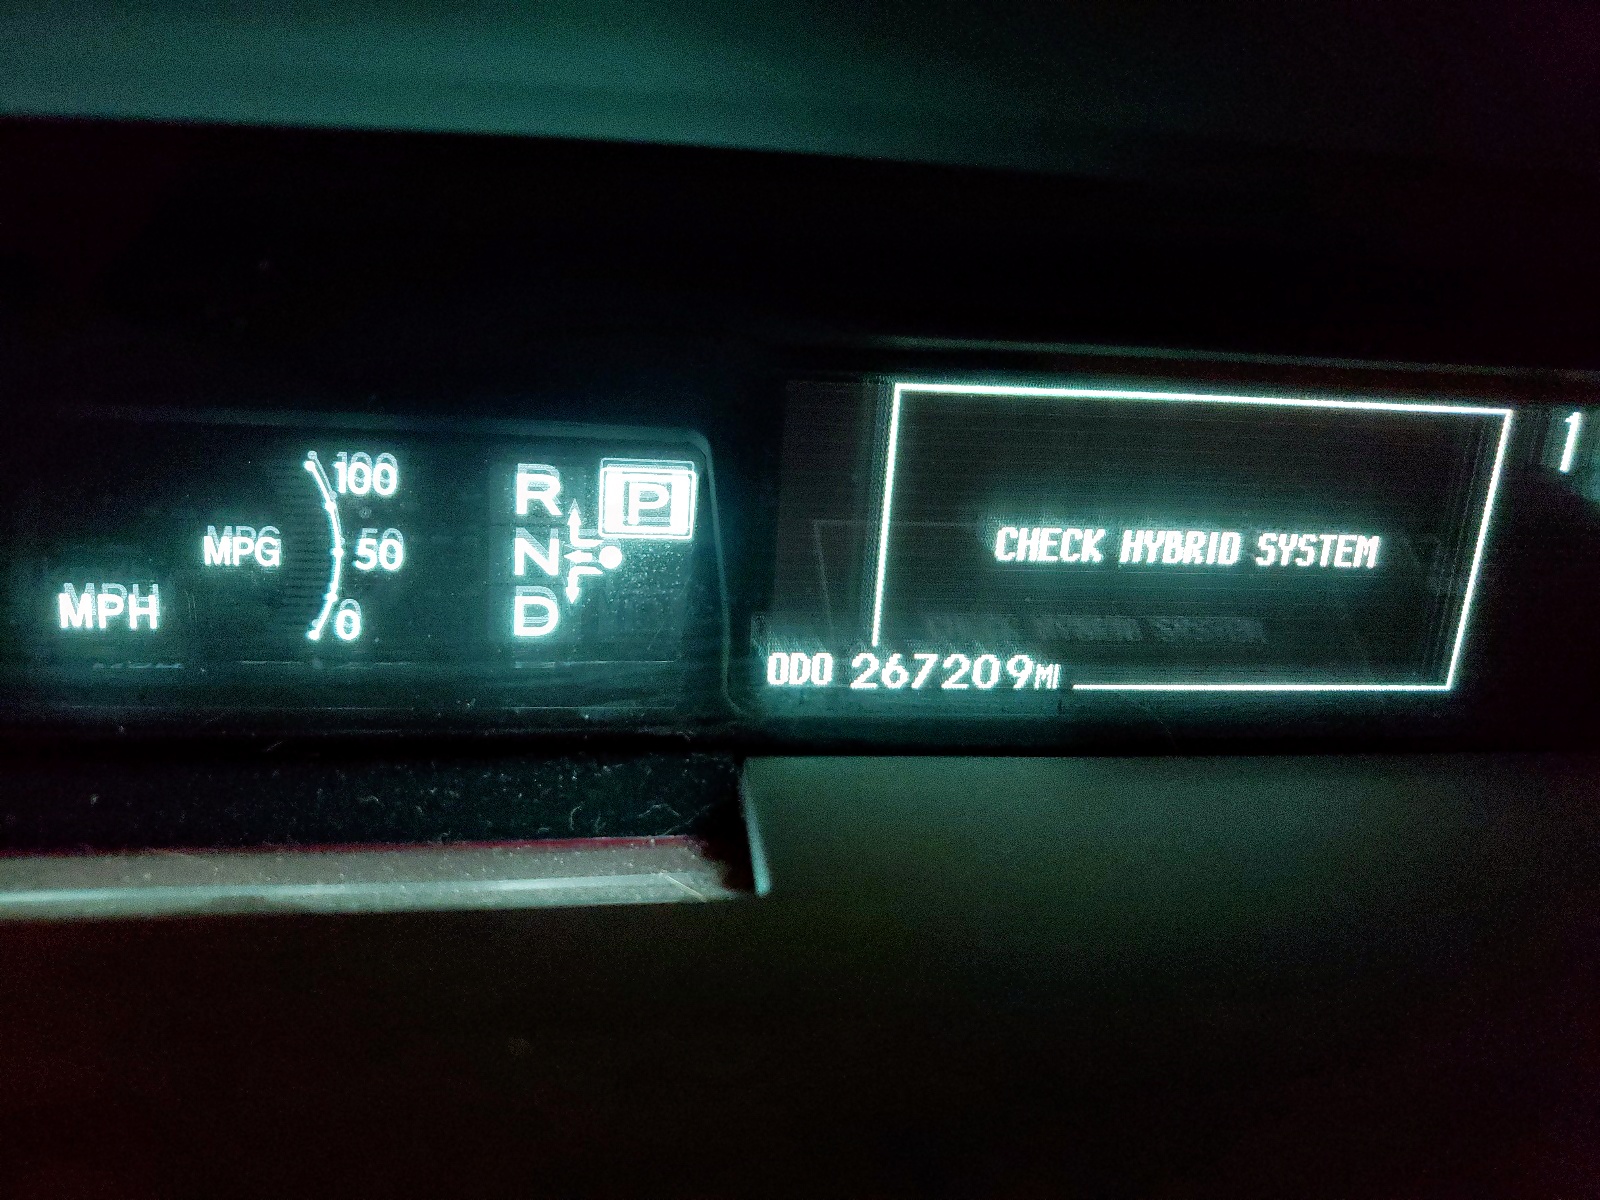 MPH
MPG
100
50
0
R
N
D
P
CHECK HYBRID SYSTEM
ODO 267209MI
1